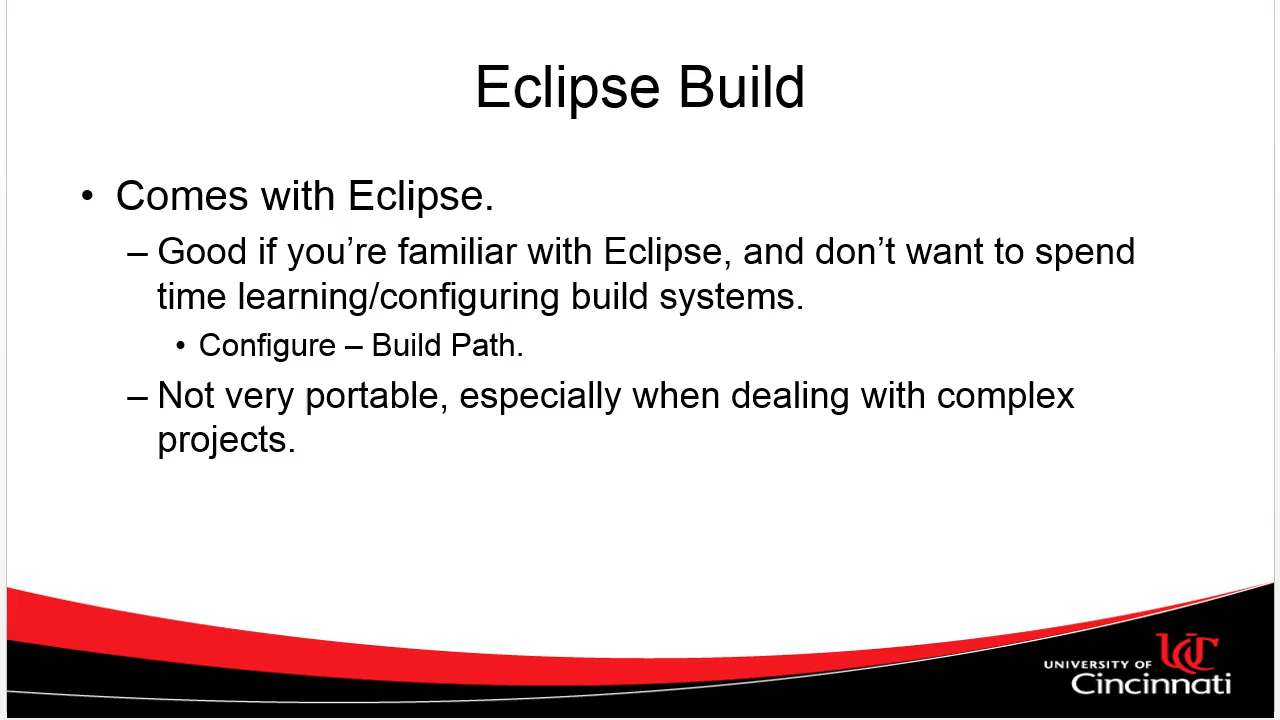 Eclipse Build
• Comes with Eclipse.
– Good if you’re familiar with Eclipse, and don’t want to spend
time learning/configuring build systems.
• Configure – Build Path.
– Not very portable, especially when dealing with complex
projects.
UC
UNIVERSITY OF
Cincinnati